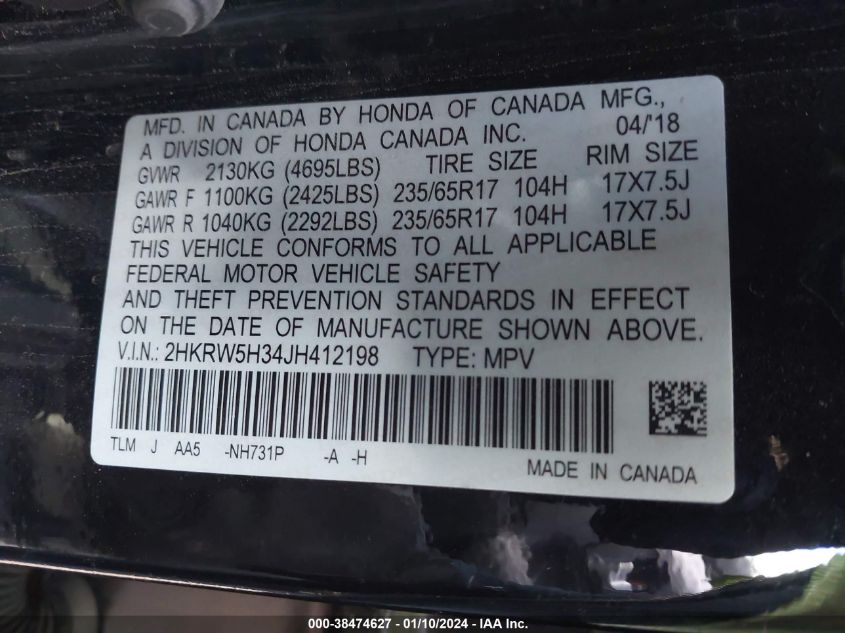 MFD. IN CANADA BY HONDA OF CANADA MFG.,
A DIVISION OF HONDA CANADA INC. 04/'18
GVWR 2130KG (4695LBS) TIRE SIZE RIM SIZE
GAWR F 1100KG (2425LBS) 235/65R17 104H 17X7.5J
GAWR R 1040KG (2292LBS) 235/65R17 104H 17X7.5J
THIS VEHICLE CONFORMS TO ALL APPLICABLE
FEDERAL MOTOR VEHICLE SAFETY
AND THEFT PREVENTION STANDARDS IN EFFECT
ON THE DATE OF MANUFACTURE SHOWN ABOVE.
V.I.N.: 2HKRW5H34JH412198 TYPE: MPV
TLM J AA5 -NH731P -A -H
MADE IN CANADA
000-38474627 - 01/10/2024 - IAA Inc.